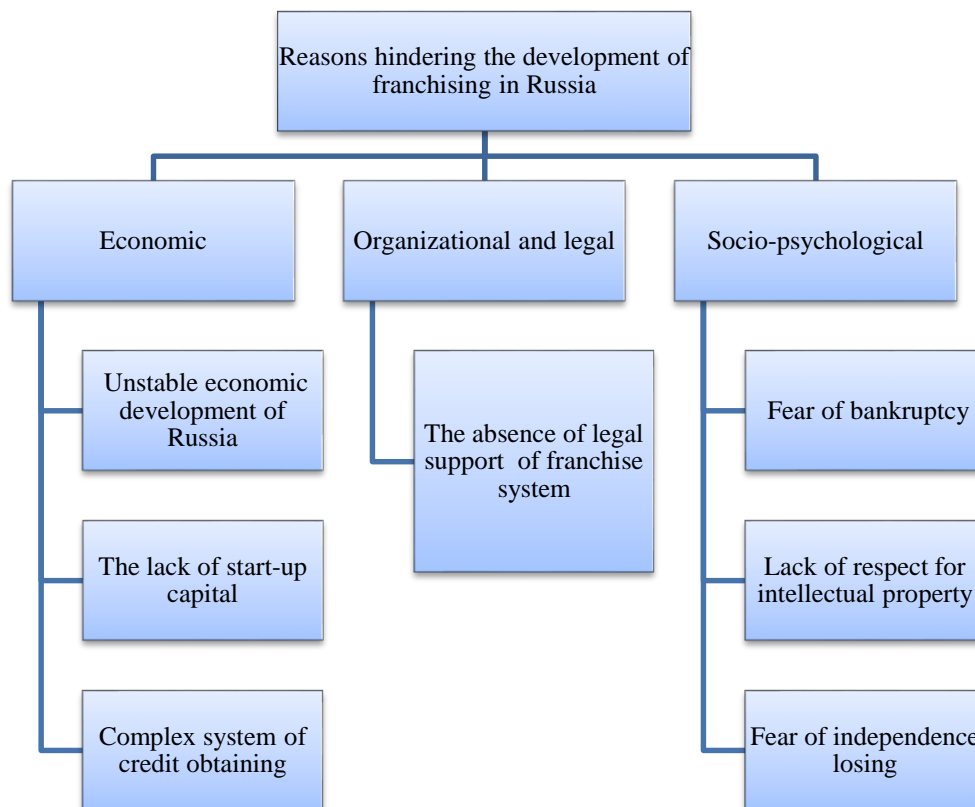 Reasons hindering the development of
franchising in Russia
Economic
Organizational and legal
Socio-psychological
Unstable economic
development of
Russia
The absence of legal
support of franchise
system
Fear of bankruptcy
The lack of start-up
capital
Lack of respect for
intellectual property
Complex system of
credit obtaining
Fear of independence
losing